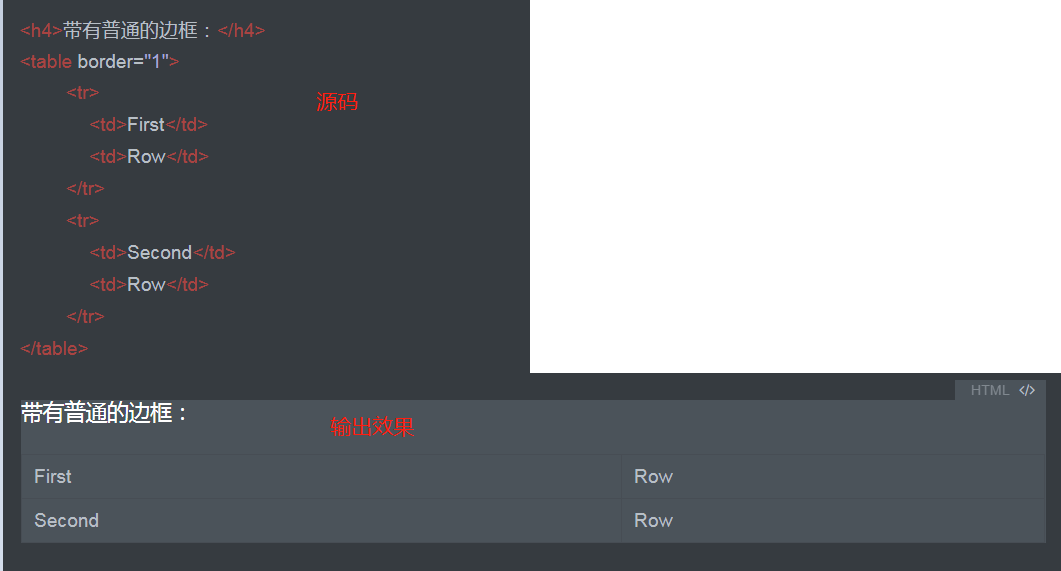 <h4>带有普通的边框：</h4>
<table border="1">
<tr>
源码
<td>First</td>
<td>Row</td>
</tr>
<tr>
<td>Second</td>
<td>Row</td>
</tr>
</table>
HTML </>
带有普通的边框：
输出效果
First Row
Second Row